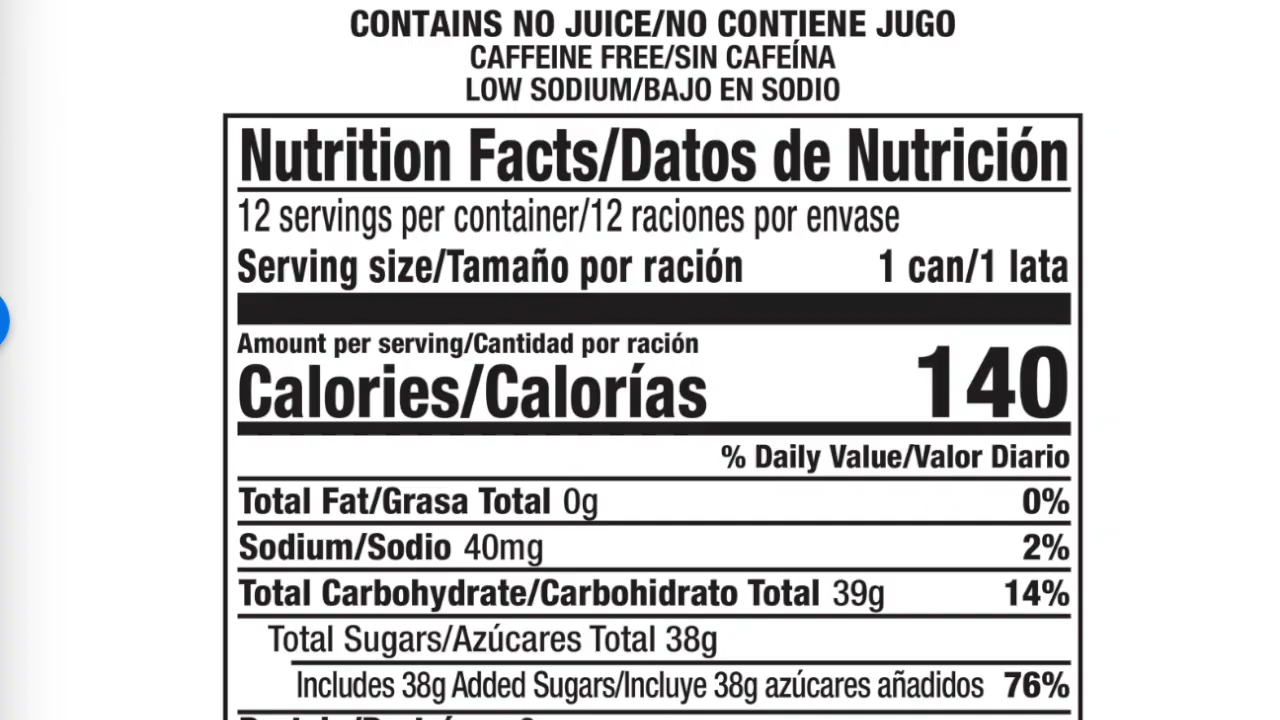 CONTAINS NO JUICE/NO CONTIENE JUGO
CAFFEINE FREE/SIN CAFEÍNA
LOW SODIUM/BAJO EN SODIO
Nutrition Facts/Datos de Nutrición
12 servings per container/12 raciones por envase
Serving size/Tamaño por ración 1 can/1 lata
Amount per serving/Cantidad por ración
Calories/Calorías 140
% Daily Value/Valor Diario
Total Fat/Grasa Total 0g 0%
Sodium/Sodio 40mg 2%
Total Carbohydrate/Carbohidrato Total 39g 14%
Total Sugars/Azúcares Total 38g
Includes 38g Added Sugars/Incluye 38g azúcares añadidos 76%